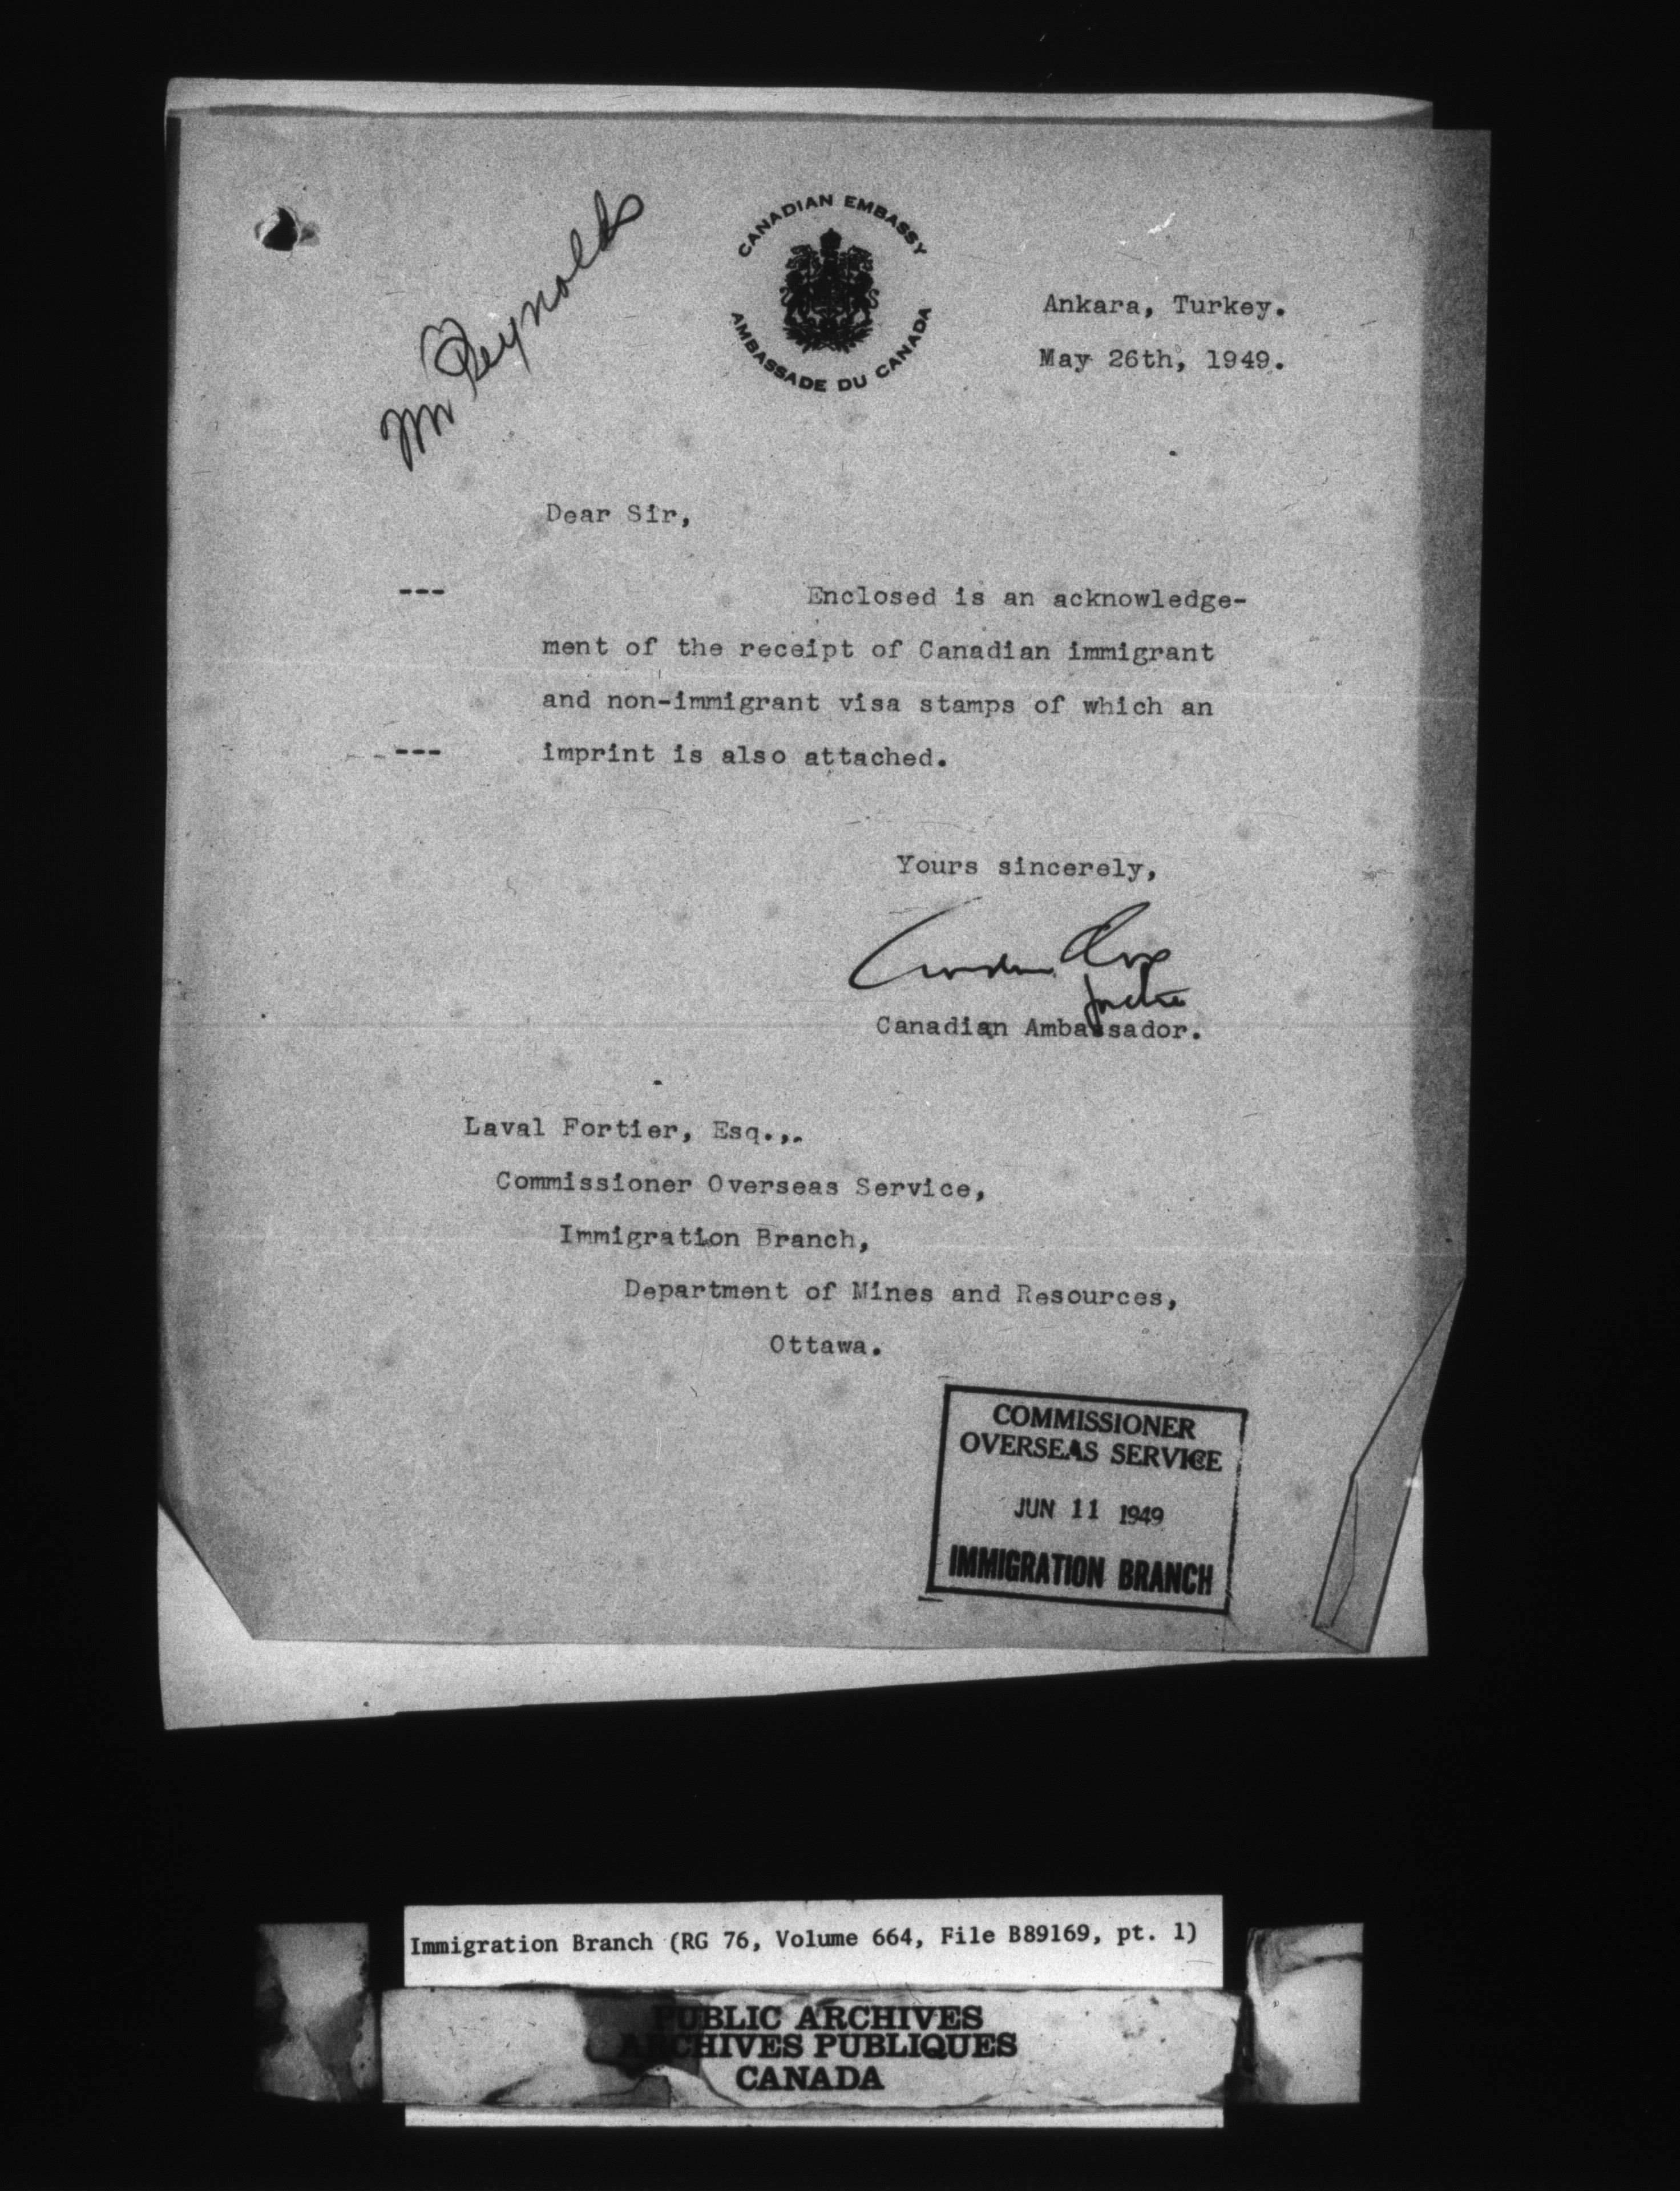 Mr Reynolds
CANADIAN EMBASSY
AMBASSADE DU CANADA
Ankara, Turkey.
May 26th, 1949.
Dear Sir,
--- Enclosed is an acknowledge-
ment of the receipt of Canadian immigrant
and non-immigrant visa stamps of which an
--- imprint is also attached.
Yours sincerely,
Canadian Ambassador.
Laval Fortier, Esq.,.
Commissioner Overseas Service,
Immigration Branch,
Department of Mines and Resources,
Ottawa.
COMMISSIONER
OVERSEAS SERVICE
JUN 11 1949
IMMIGRATION BRANCH
Immigration Branch (RG 76, Volume 664, File B89169, pt. 1)
PUBLIC ARCHIVES
ARCHIVES PUBLIQUES
CANADA